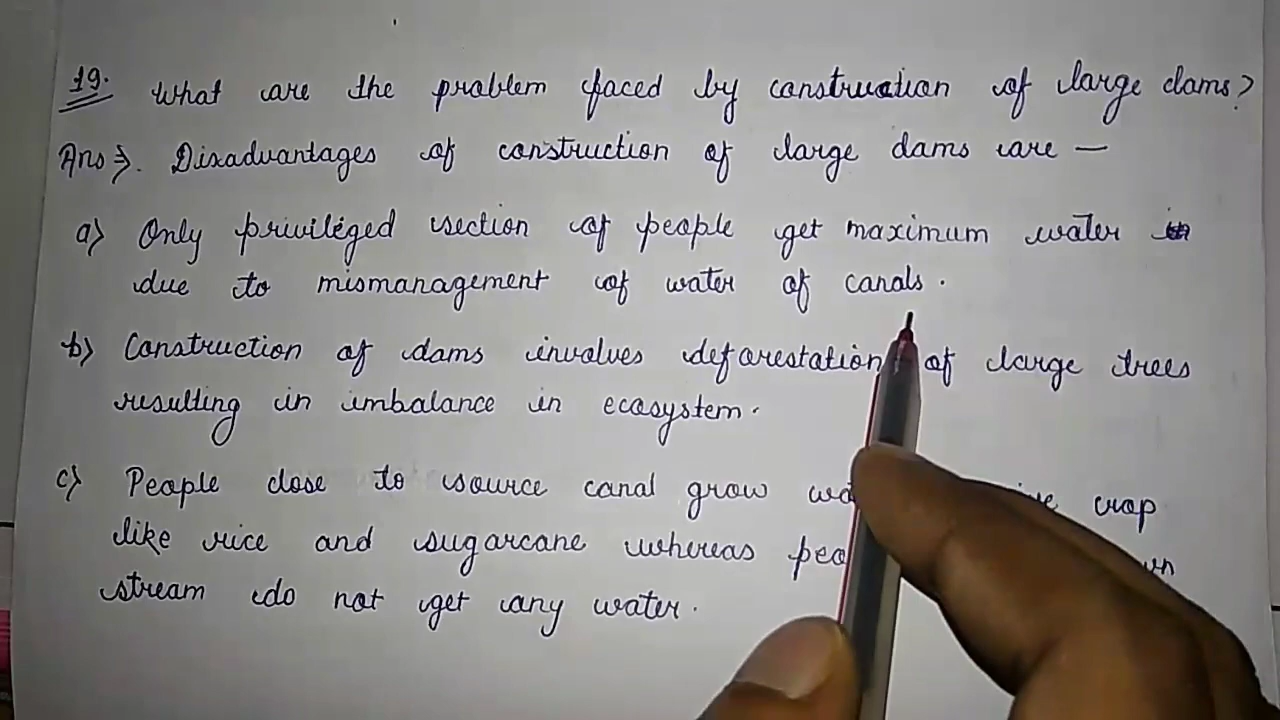 19. What are the problem faced by construction of large dams?
Ans ⇒. Disadvantages of construction of large dams are —
a) Only privileged section of people get maximum water
due to mismanagement of water of canals.
b) Construction of dams involves deforestation of large trees
resulting in imbalance in ecosystem.
c) People close to source canal grow crop
like rice and sugarcane whereas
stream do not get any water.